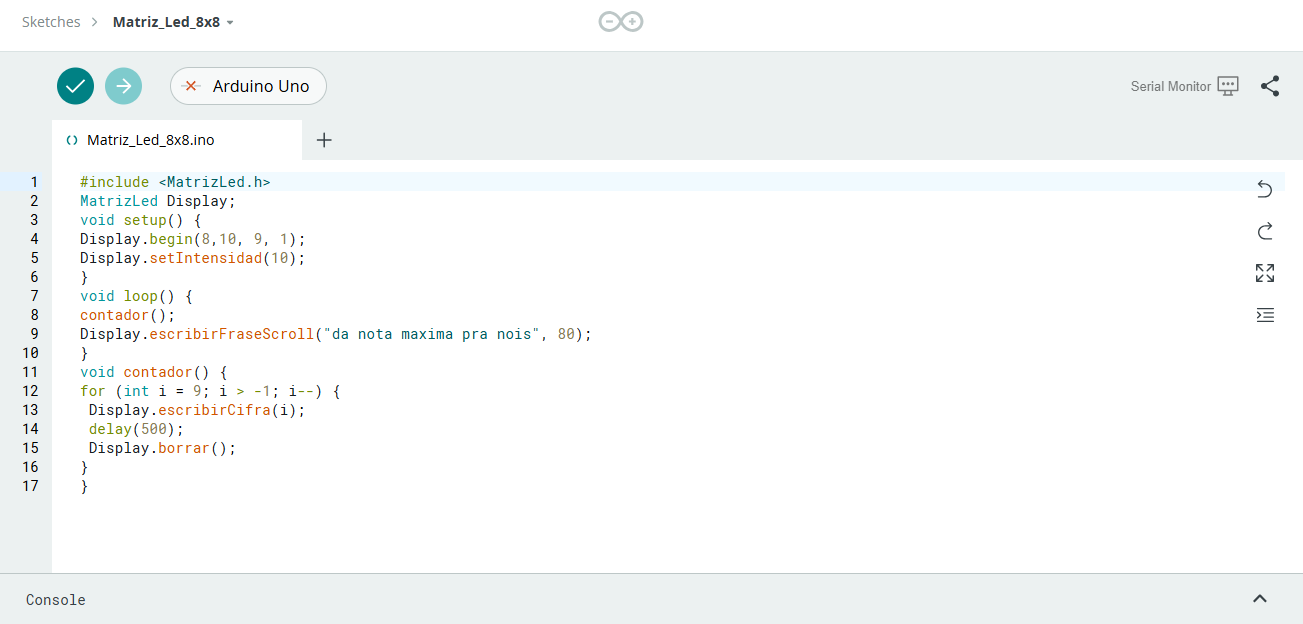 Sketches > Matriz_Led_8x8
Arduino Uno
Serial Monitor
Matriz_Led_8x8.ino
1 #include <MatrizLed.h>
2 MatrizLed Display;
3 void setup() {
4 Display.begin(8,10, 9, 1);
5 Display.setIntensidad(10);
6 }
7 void loop() {
8 contador();
9 Display.escribirFraseScroll("da nota maxima pra nois", 80);
10 }
11 void contador() {
12 for (int i = 9; i > -1; i--) {
13  Display.escribirCifra(i);
14  delay(500);
15  Display.borrar();
16 }
17 }
Console